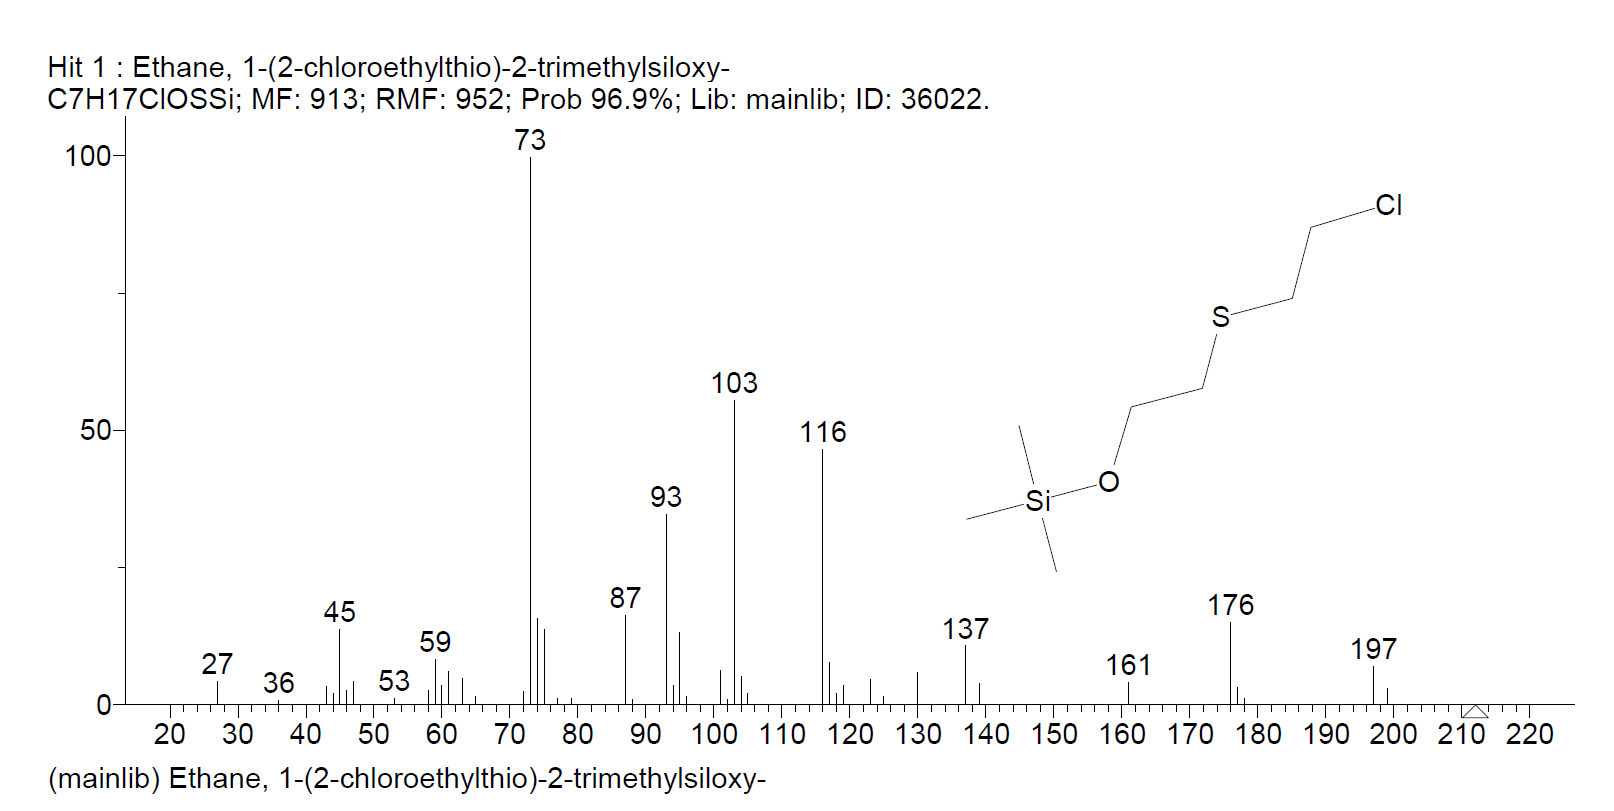 Hit 1 : Ethane, 1-(2-chloroethylthio)-2-trimethylsiloxy-
C7H17ClOSSi; MF: 913; RMF: 952; Prob 96.9%; Lib: mainlib; ID: 36022.
100
73
Cl
103
S
50
116
93
O
Si
87
176
45
137
59
197
27
161
36
53
0
20 30 40 50 60 70 80 90 100 110 120 130 140 150 160 170 180 190 200 210 220
(mainlib) Ethane, 1-(2-chloroethylthio)-2-trimethylsiloxy-